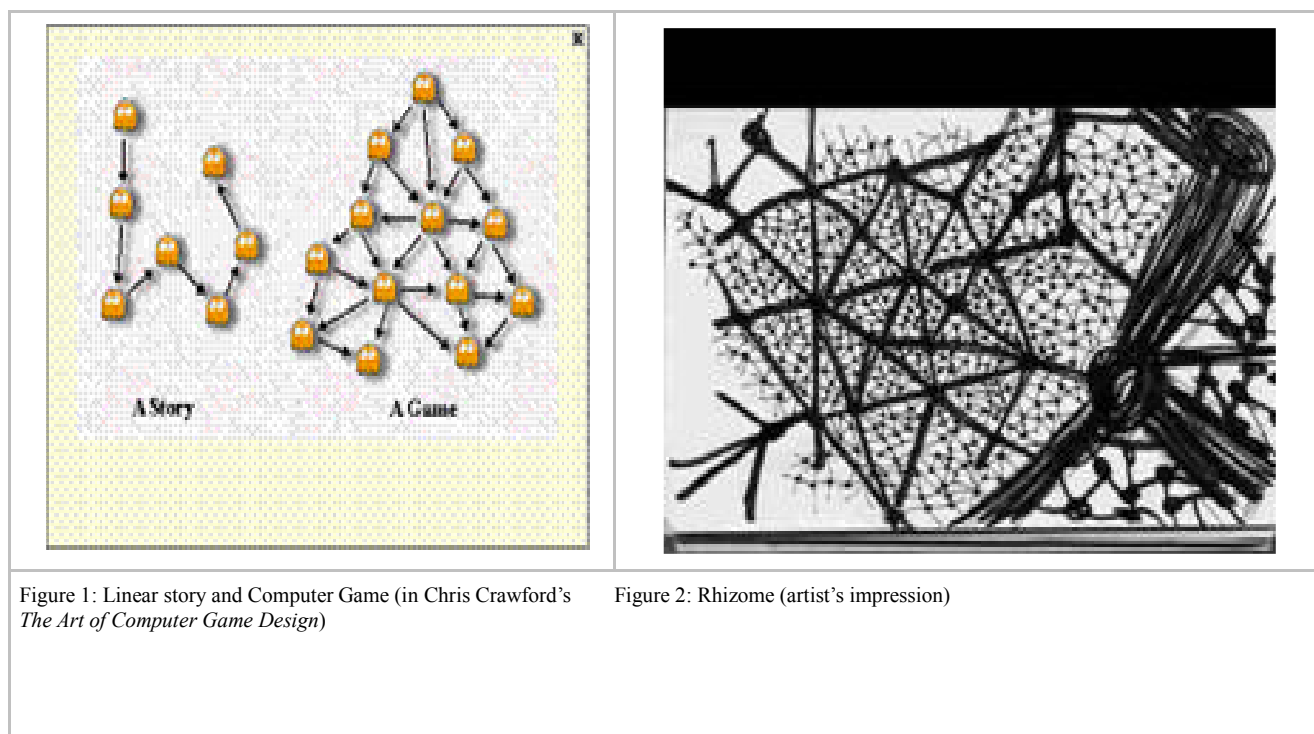 A Story
A Game
Figure 1: Linear story and Computer Game (in Chris Crawford’s
The Art of Computer Game Design)
Figure 2: Rhizome (artist’s impression)